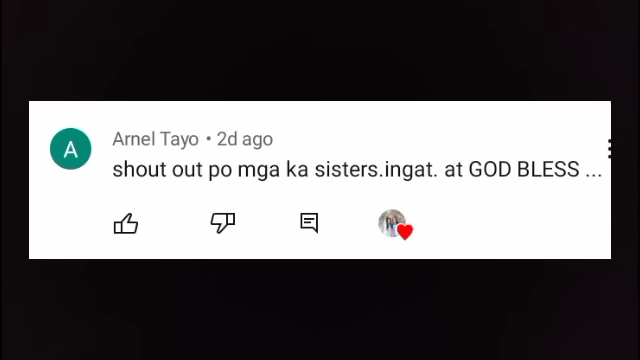 A
Arnel Tayo • 2d ago
shout out po mga ka sisters.ingat. at GOD BLESS ...